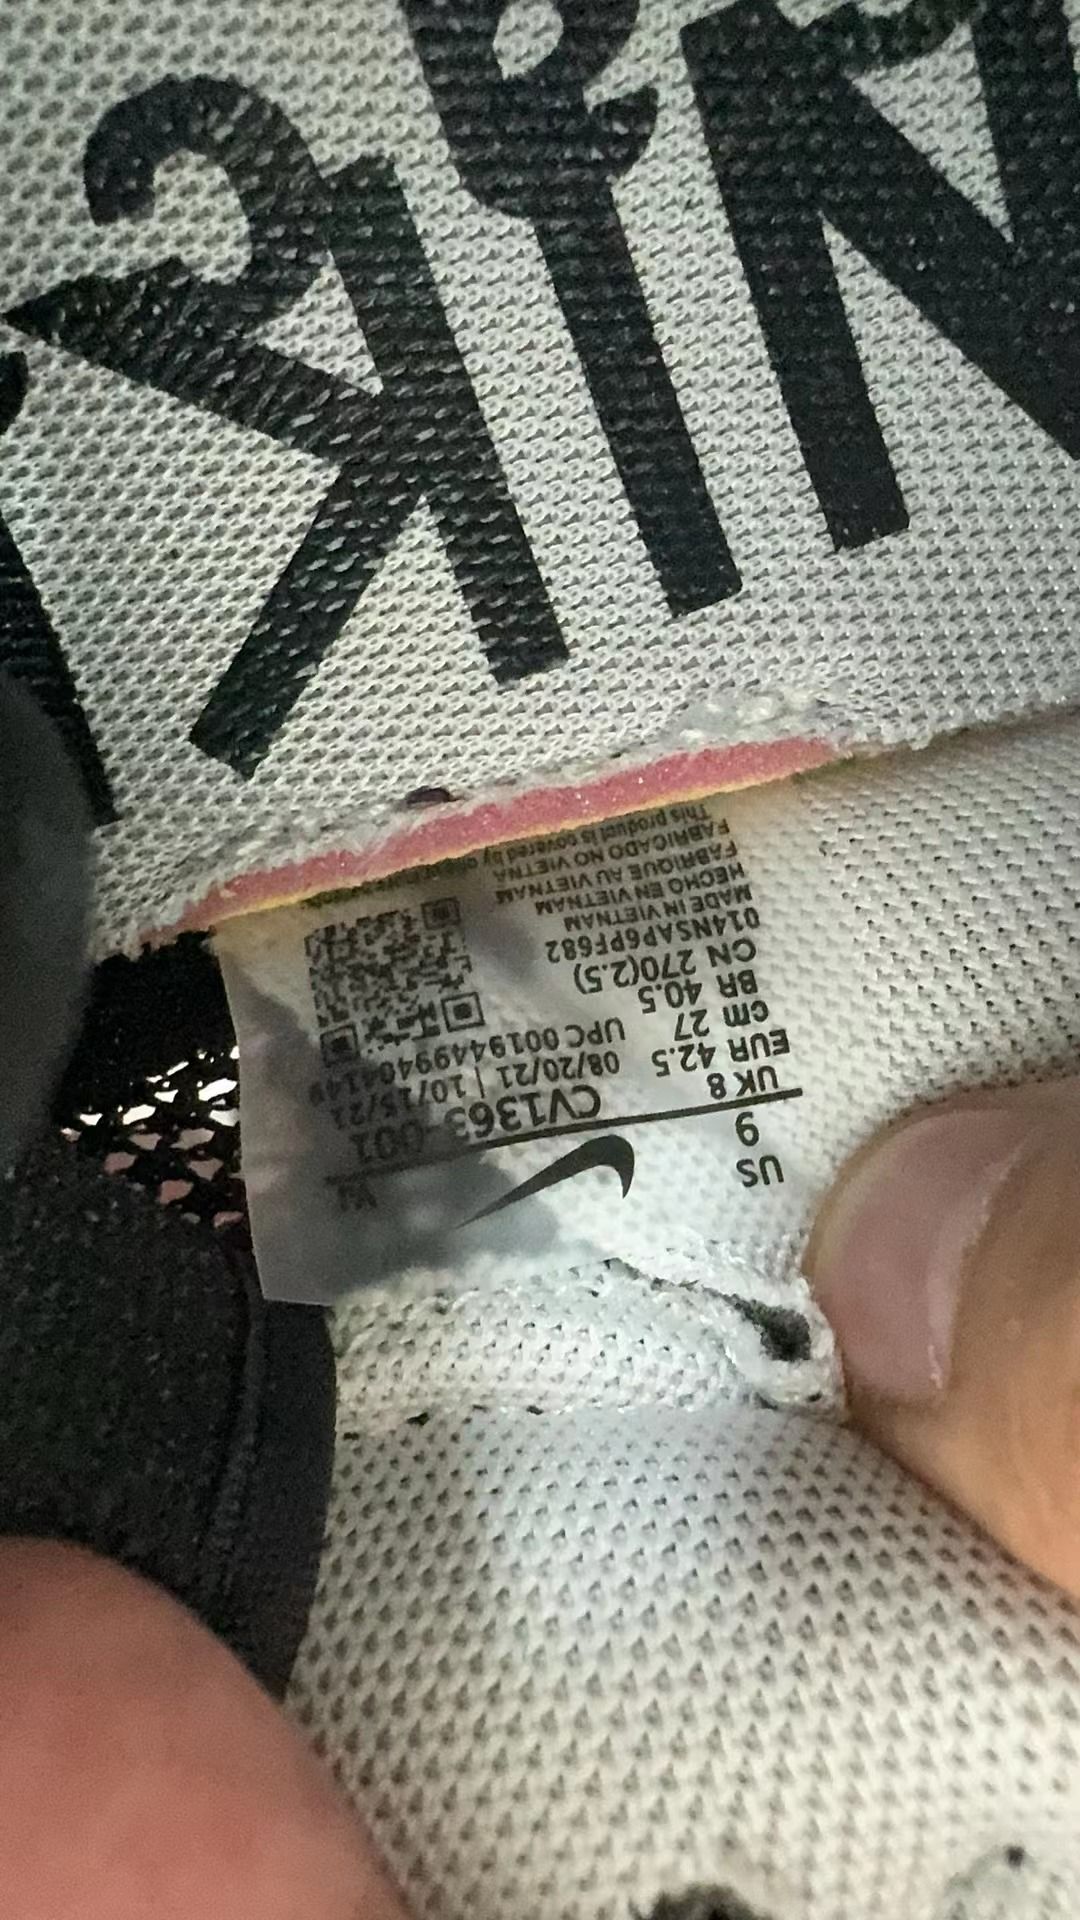 US
9
UK 8 CV1363-001
EUR 42.5 08/20/21 | 10/15/21
cm 27 UPC 00194499404149
BR 40.5
CN 270(2.5)
014NSAP6PF682
MADE IN VIETNAM
HECHO EN VIETNAM
FABRIQUE AU VIETNAM
FABRICADO NO VIETNA
This product is covered by